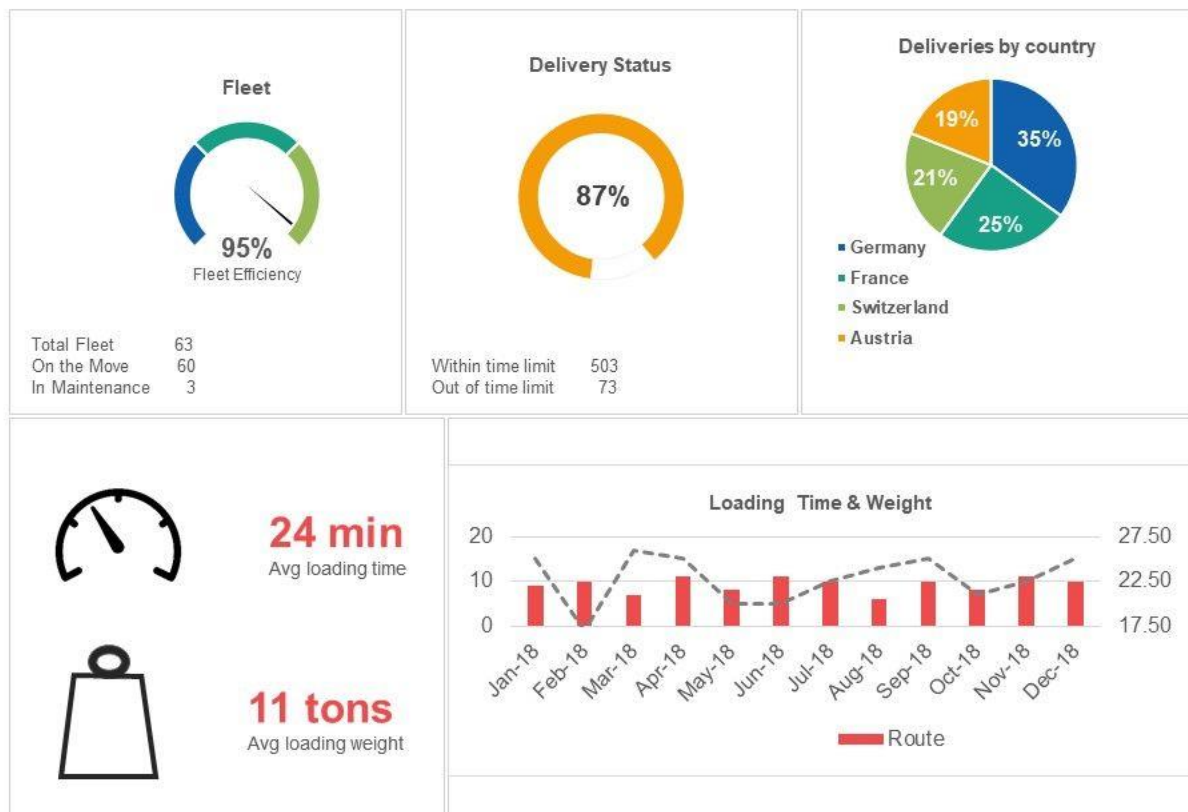 Fleet
95%
Fleet Efficiency
Total Fleet 63
On the Move 60
In Maintenance 3
Delivery Status
87%
Within time limit 503
Out of time limit 73
Deliveries by country
35%
25%
21%
19%
Germany
France
Switzerland
Austria
24 min
Avg loading time
11 tons
Avg loading weight
Loading Time & Weight
20
10
0
27.50
22.50
17.50
Jan-18
Feb-18
Mar-18
Apr-18
May-18
Jun-18
Jul-18
Aug-18
Sep-18
Oct-18
Nov-18
Dec-18
Route